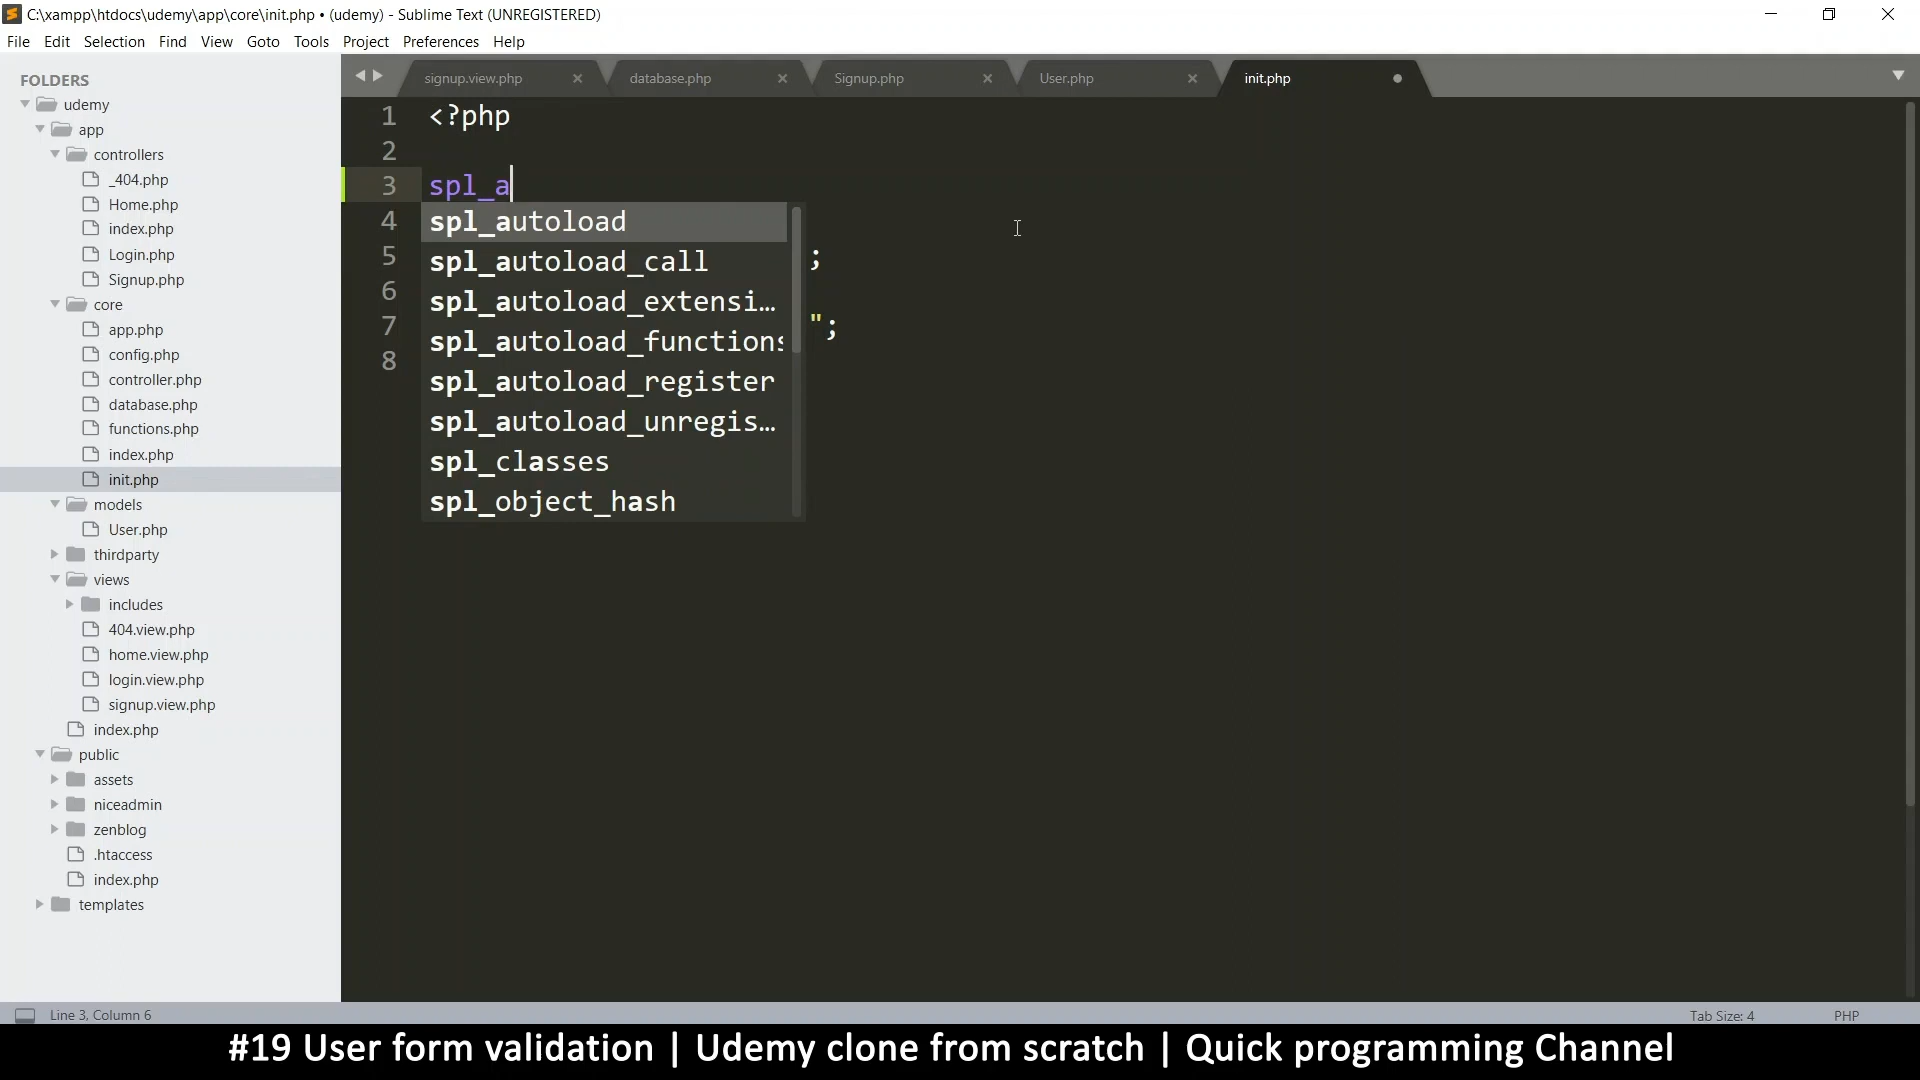 C:\xampp\htdocs\udemy\app\core\init.php • (udemy) - Sublime Text (UNREGISTERED)
File Edit Selection Find View Goto Tools Project Preferences Help
FOLDERS
udemy
app
controllers
_404.php
Home.php
index.php
Login.php
Signup.php
core
app.php
config.php
controller.php
database.php
functions.php
index.php
init.php
models
User.php
thirdparty
views
includes
404.view.php
home.view.php
login.view.php
signup.view.php
index.php
public
assets
niceadmin
zenblog
.htaccess
index.php
templates
signup.view.php database.php Signup.php User.php init.php
1 <?php
2
3 spl_a
4
5 ;
6
7 ";
8
spl_autoload
spl_autoload_call
spl_autoload_extensi…
spl_autoload_functions
spl_autoload_register
spl_autoload_unregis…
spl_classes
spl_object_hash
Line 3, Column 6 Tab Size: 4 PHP
#19 User form validation | Udemy clone from scratch | Quick programming Channel